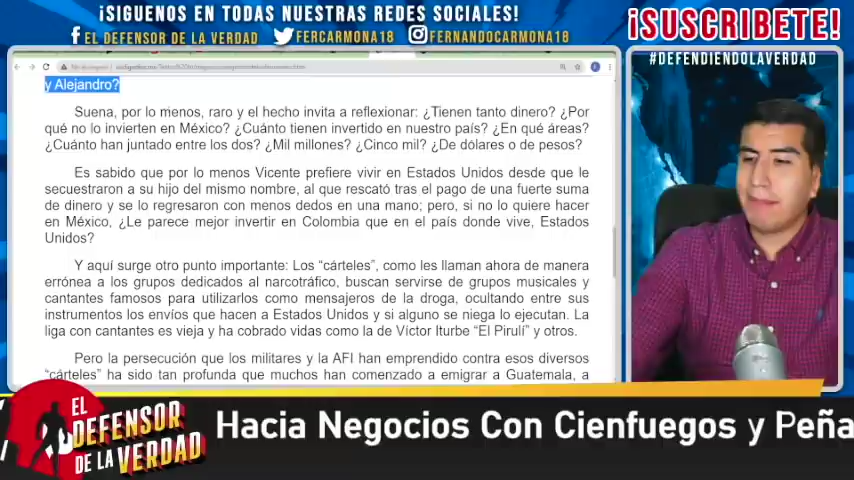 ¡SIGUENOS EN TODAS NUESTRAS REDES SOCIALES!
EL DEFENSOR DE LA VERDAD
FERCARMONA18
FERNANDOCARMONA18
¡SUSCRIBETE!
#DEFENDIENDOLAVERDAD
y Alejandro?
Suena, por lo menos, raro y el hecho invita a reflexionar: ¿Tienen tanto dinero? ¿Por
qué no lo invierten en México? ¿Cuánto tienen invertido en nuestro país? ¿En qué áreas?
¿Cuánto han juntado entre los dos? ¿Mil millones? ¿Cinco mil? ¿De dólares o de pesos?
Es sabido que por lo menos Vicente prefiere vivir en Estados Unidos desde que le
secuestraron a su hijo del mismo nombre, al que rescató tras el pago de una fuerte suma
de dinero y se lo regresaron con menos dedos en una mano; pero, si no lo quiere hacer
en México, ¿Le parece mejor invertir en Colombia que en el país donde vive, Estados
Unidos?
Y aquí surge otro punto importante: Los “cárteles”, como les llaman ahora de manera
errónea a los grupos dedicados al narcotráfico, buscan servirse de grupos musicales y
cantantes famosos para utilizarlos como mensajeros de la droga, ocultando entre sus
instrumentos los envíos que hacen a Estados Unidos y si alguno se niega lo ejecutan. La
liga con cantantes es vieja y ha cobrado vidas como la de Víctor Iturbe “El Pirulí” y otros.
Pero la persecución que los militares y la AFI han emprendido contra esos diversos
“cárteles” ha sido tan profunda que muchos han comenzado a emigrar a Guatemala, a
EL
DEFENSOR
DE LA VERDAD
Hacia Negocios Con Cienfuegos y Peña